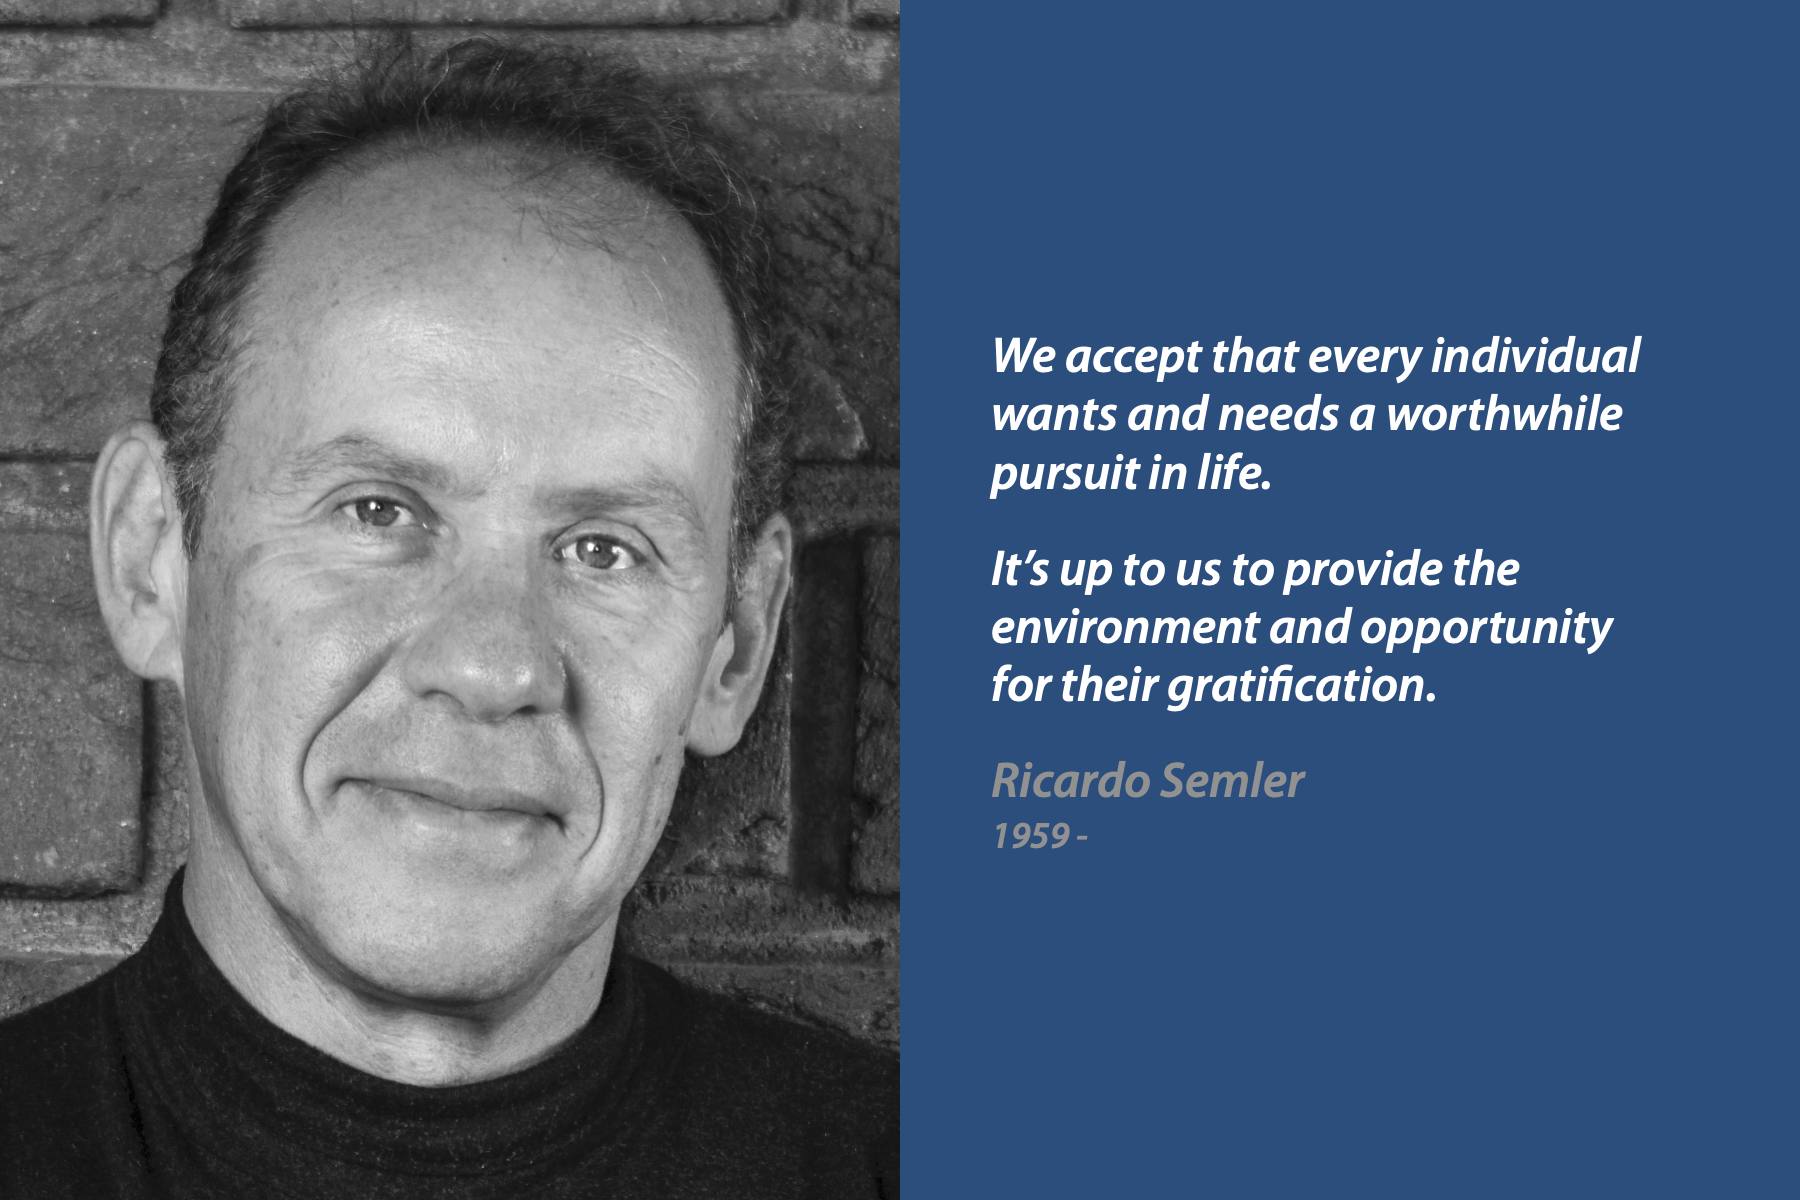 We accept that every individual
wants and needs a worthwhile
pursuit in life.
It’s up to us to provide the
environment and opportunity
for their gratification.
Ricardo Semler
1959 -